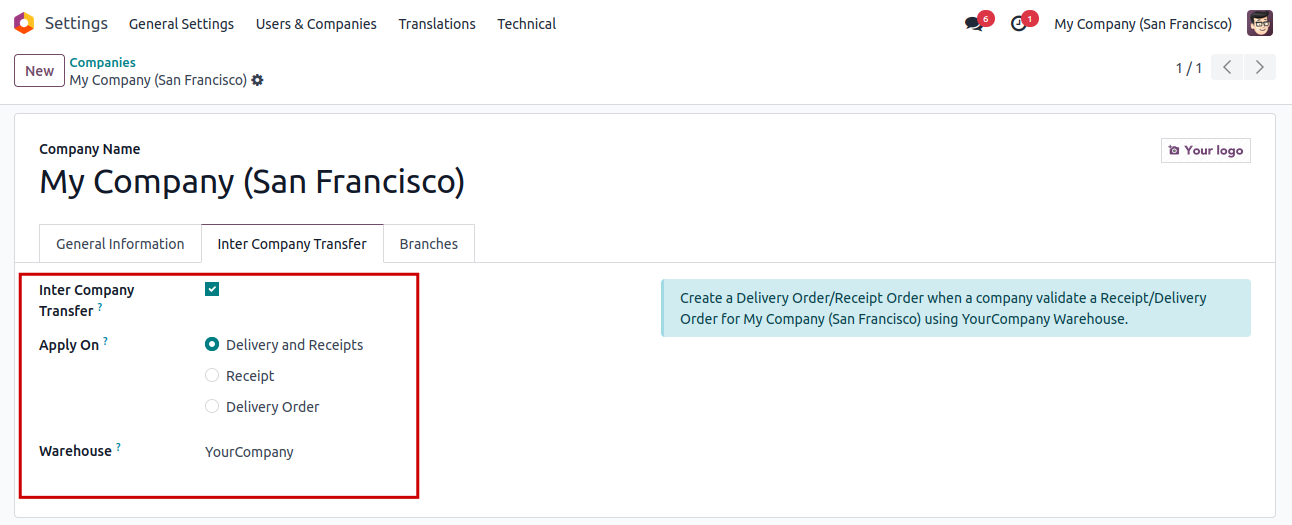 Settings General Settings Users & Companies Translations Technical 6 1 My Company (San Francisco)
New Companies
My Company (San Francisco) 1 / 1
Company Name
Your logo
My Company (San Francisco)
General Information Inter Company Transfer Branches
Inter Company
Transfer ?
Create a Delivery Order/Receipt Order when a company validate a Receipt/Delivery
Order for My Company (San Francisco) using YourCompany Warehouse.
Apply On ? Delivery and Receipts
Receipt
Delivery Order
Warehouse ? YourCompany